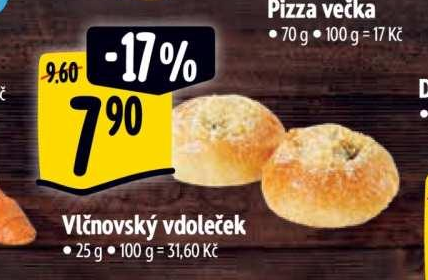 Pizza večka
• 70 g • 100 g = 17 Kč
-17%
9.60
7 90
Vlčnovský vdoleček
• 25 g • 100 g = 31,60 Kč